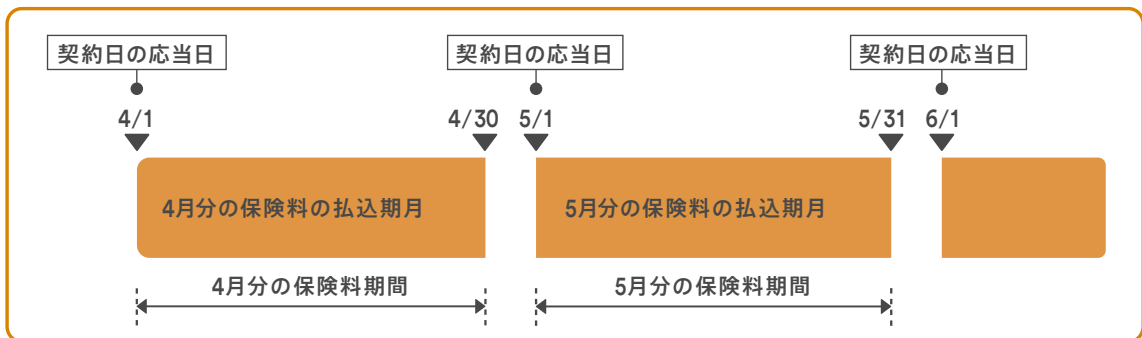 契約日の応当日 契約日の応当日 契約日の応当日
4/1 4/30 5/1 5/31 6/1
4月分の保険料の払込期月 5月分の保険料の払込期月
4月分の保険料期間 5月分の保険料期間